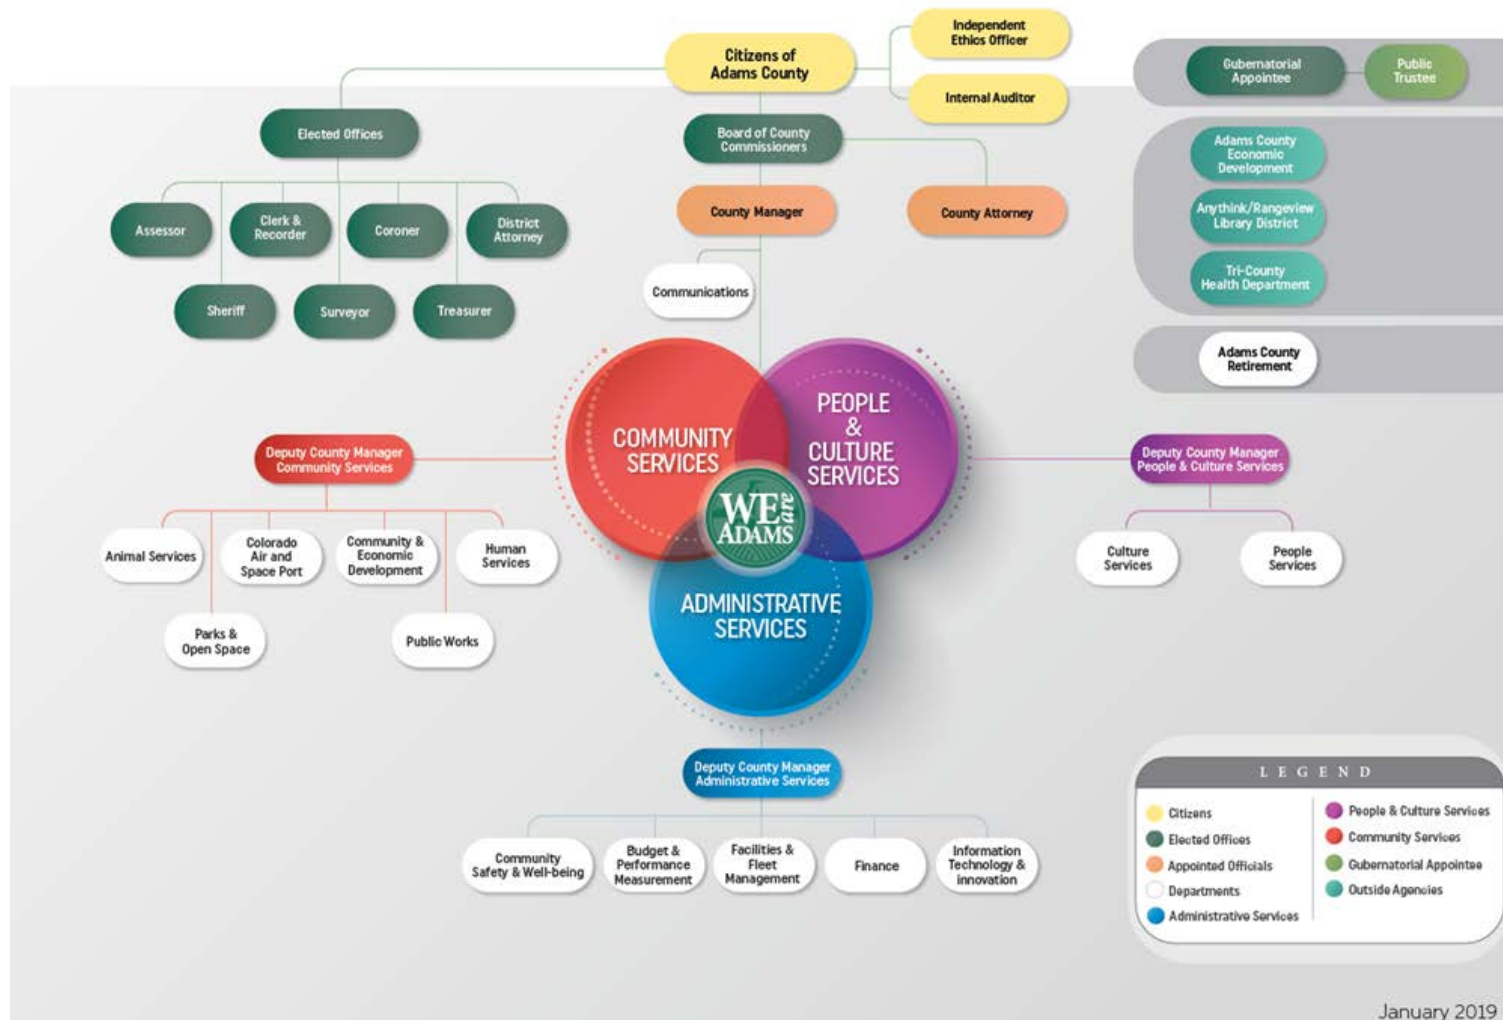 Independent
Ethics Officer
Citizens of
Adams County
Internal Auditor
Gubernatorial
Appointee
Public
Trustee
Elected Offices
Board of County
Commissioners
Adams County
Economic
Development
Assessor
Clerk &
Recorder
Coroner
District
Attorney
County Manager
County Attorney
Anythink/Rangeview
Library District
Sheriff
Surveyor
Treasurer
Communications
Tri-County
Health Department
Adams County
Retirement
COMMUNITY
SERVICES
PEOPLE
&
CULTURE
SERVICES
WE are
ADAMS
ADMINISTRATIVE
SERVICES
Deputy County Manager
Community Services
Animal Services
Colorado
Air and
Space Port
Community &
Economic
Development
Human
Services
Parks &
Open Space
Public Works
Deputy County Manager
People & Culture Services
Culture
Services
People
Services
Deputy County Manager
Administrative Services
Community
Safety & Well-being
Budget &
Performance
Measurement
Facilities &
Fleet
Management
Finance
Information
Technology &
innovation
LEGEND
Citizens
Elected Offices
Appointed Officials
Departments
Administrative Services
People & Culture Services
Community Services
Gubernatorial Appointee
Outside Agencies
January 2019